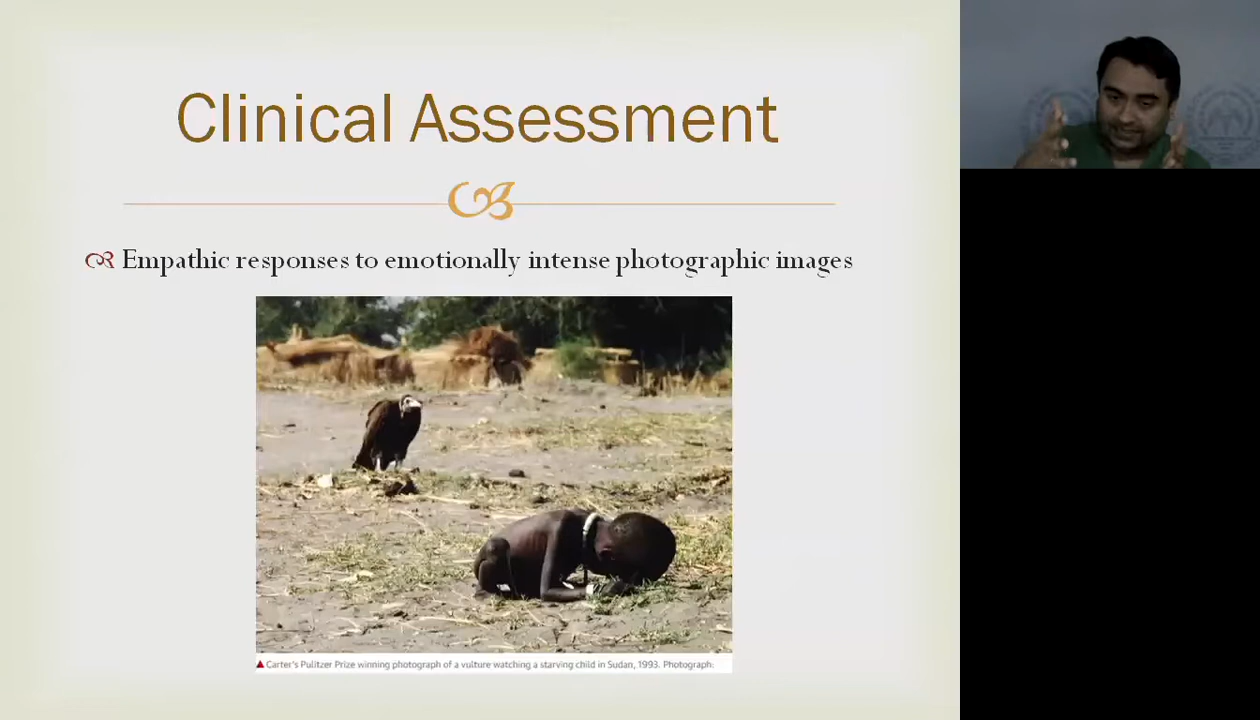 Clinical Assessment
Empathic responses to emotionally intense photographic images
▲ Carter's Pulitzer Prize winning photograph of a vulture watching a starving child in Sudan, 1993. Photograph: